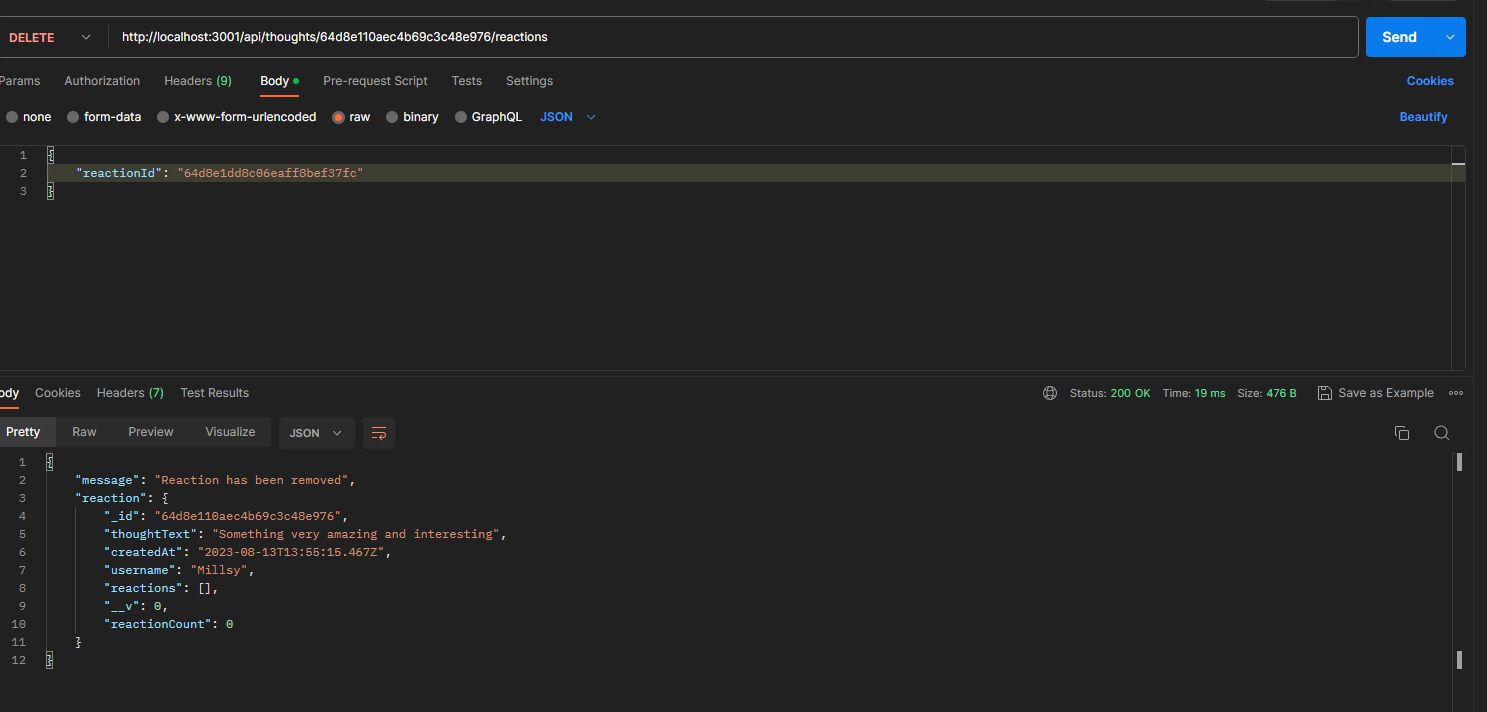 DELETE http://localhost:3001/api/thoughts/64d8e110aec4b69c3c48e976/reactions Send
Params Authorization Headers (9) Body Pre-request Script Tests Settings Cookies
none form-data x-www-form-urlencoded raw binary GraphQL JSON Beautify
1 {
2 "reactionId": "64d8e1dd8c06eaff8bef37fc"
3 }
ody Cookies Headers (7) Test Results Status: 200 OK Time: 19 ms Size: 476 B Save as Example
Pretty Raw Preview Visualize JSON
1 {
2 "message": "Reaction has been removed",
3 "reaction": {
4 "_id": "64d8e110aec4b69c3c48e976",
5 "thoughtText": "Something very amazing and interesting",
6 "createdAt": "2023-08-13T13:55:15.467Z",
7 "username": "Millsy",
8 "reactions": [],
9 "__v": 0,
10 "reactionCount": 0
11 }
12 }